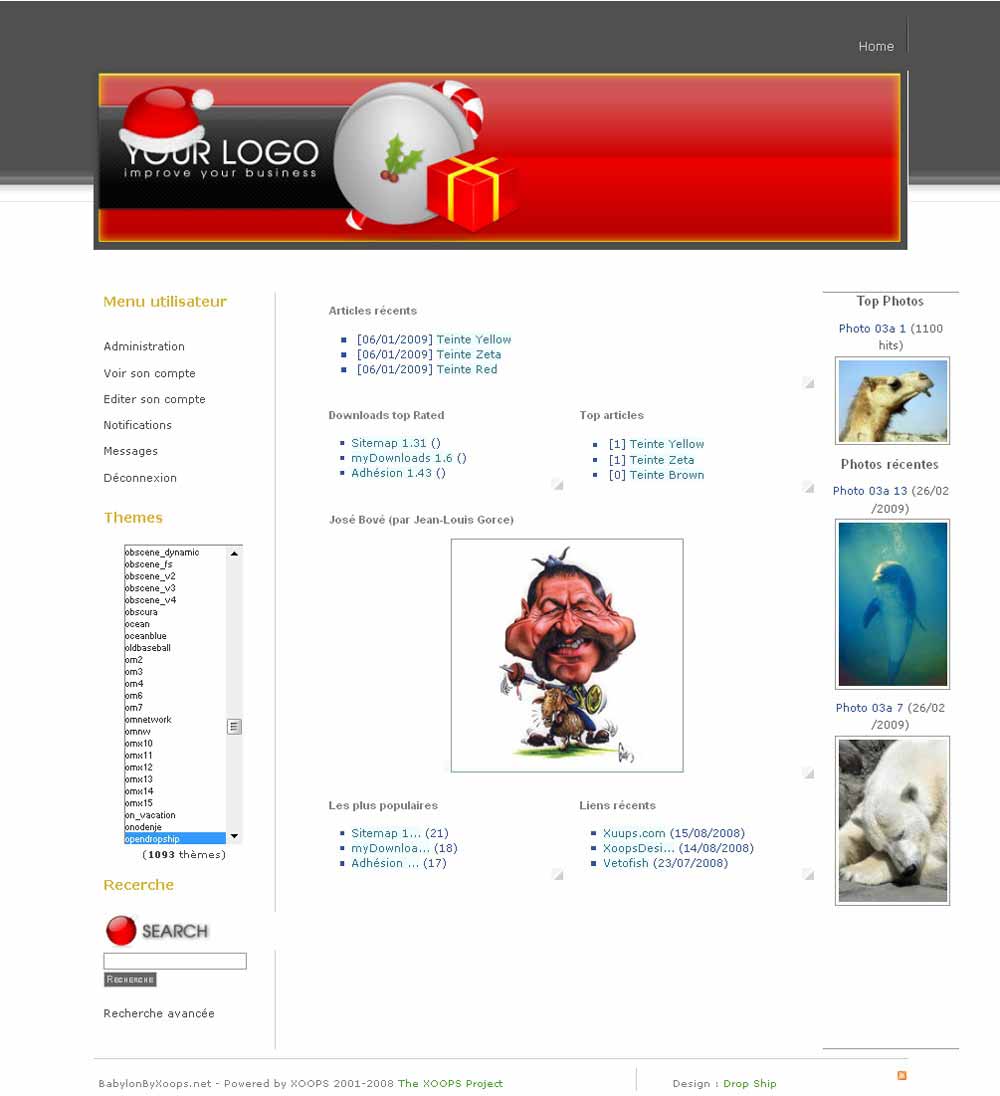 Home
YOUR LOGO
improve your business
Menu utilisateur
Administration
Voir son compte
Editer son compte
Notifications
Messages
Déconnexion
Themes
obscene_dynamic
obscene_fs
obscene_v2
obscene_v3
obscene_v4
obscura
ocean
oceanblue
oldbaseball
om2
om3
om4
om6
om7
omnetwork
omnw
omx10
omx11
omx12
omx13
omx14
omx15
on_vacation
onodenje
opendropship
(1093 thèmes)
Recerche
SEARCH
Recherche
Recherche avancée
Articles récents
[06/01/2009] Teinte Yellow
[06/01/2009] Teinte Zeta
[06/01/2009] Teinte Red
Downloads top Rated
Sitemap 1.31 ()
myDownloads 1.6 ()
Adhésion 1.43 ()
Top articles
[1] Teinte Yellow
[1] Teinte Zeta
[0] Teinte Brown
José Bové (par Jean-Louis Gorce)
Les plus populaires
Sitemap 1... (21)
myDownloa... (18)
Adhésion ... (17)
Liens récents
Xuups.com (15/08/2008)
XoopsDesi... (14/08/2008)
Vetofish (23/07/2008)
Top Photos
Photo 03a 1 (1100
hits)
Photos récentes
Photo 03a 13 (26/02
/2009)
Photo 03a 7 (26/02
/2009)
BabylonByXoops.net - Powered by XOOPS 2001-2008 The XOOPS Project
Design : Drop Ship